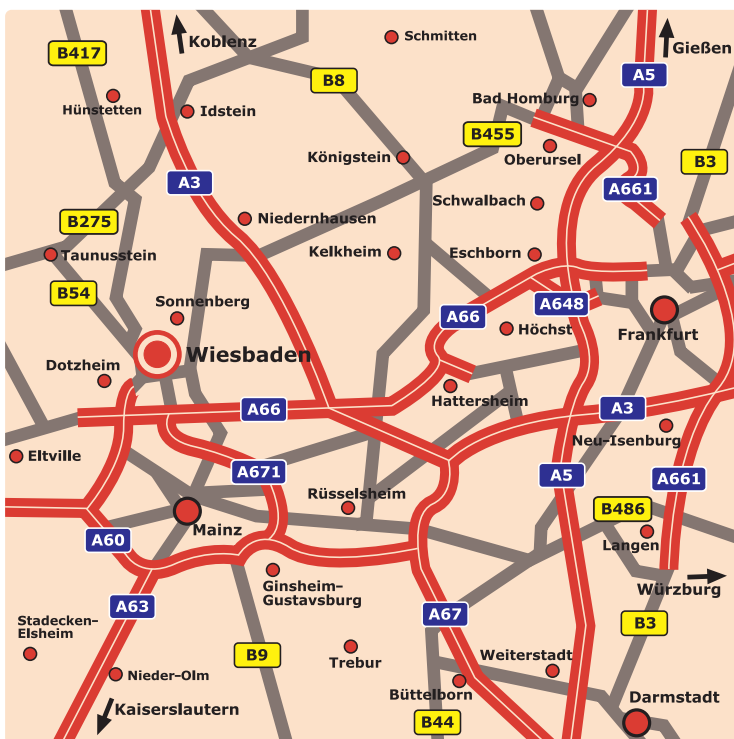 Koblenz
Schmitten
Gießen
B417
A5
B8
Hünstetten
Idstein
Bad Homburg
B455
Oberursel
Königstein
B3
A3
A661
Schwalbach
B275
Niedernhausen
Taunusstein
Kelkheim
Eschborn
B54
Sonnenberg
A648
A66
Höchst
Frankfurt
Wiesbaden
Dotzheim
Hattersheim
A66
A3
Neu-Isenburg
Eltville
A671
A5
A661
Rüsselsheim
B486
Mainz
Langen
A60
Ginsheim-
Gustavsburg
Würzburg
A63
A67
Stadecken-
Elsheim
B3
B9
Trebur
Weiterstadt
Nieder-Olm
Büttelborn
Darmstadt
Kaiserslautern
B44